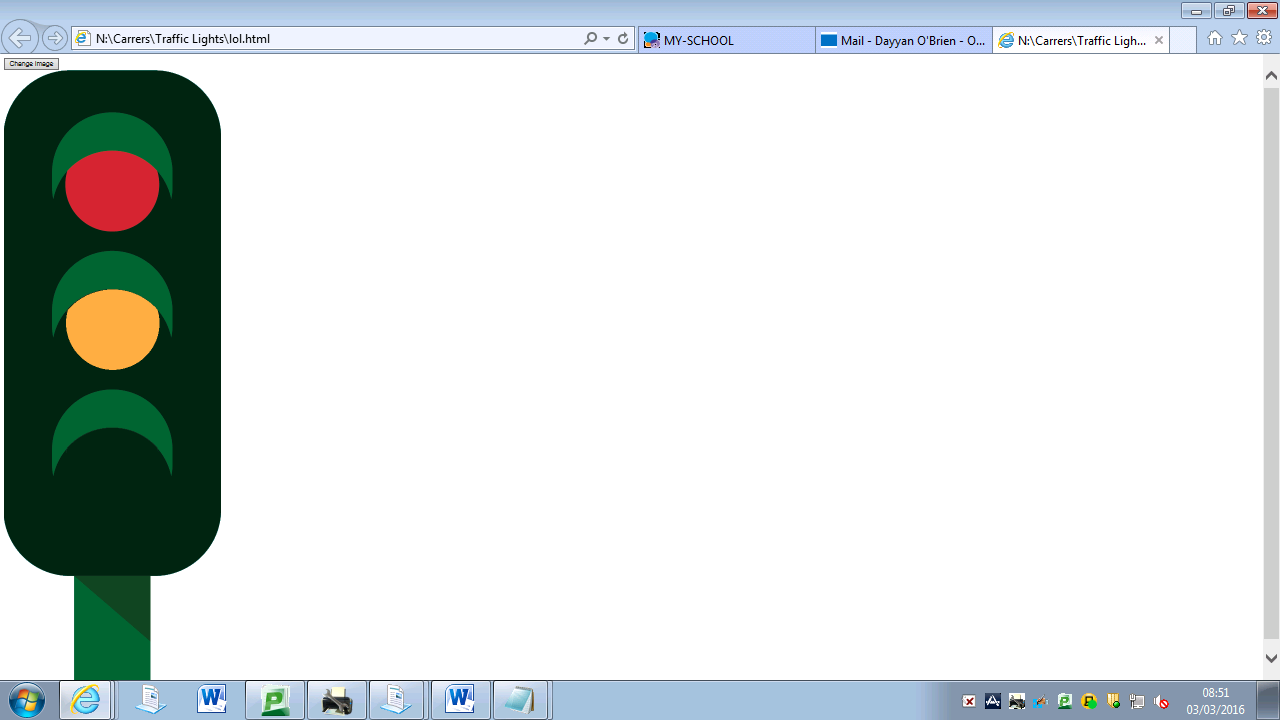 N:\Carrers\Traffic Lights\lol.html
MY-SCHOOL
Mail - Dayyan O'Brien - O...
N:\Carrers\Traffic Ligh...
Change Image
08:51
03/03/2016